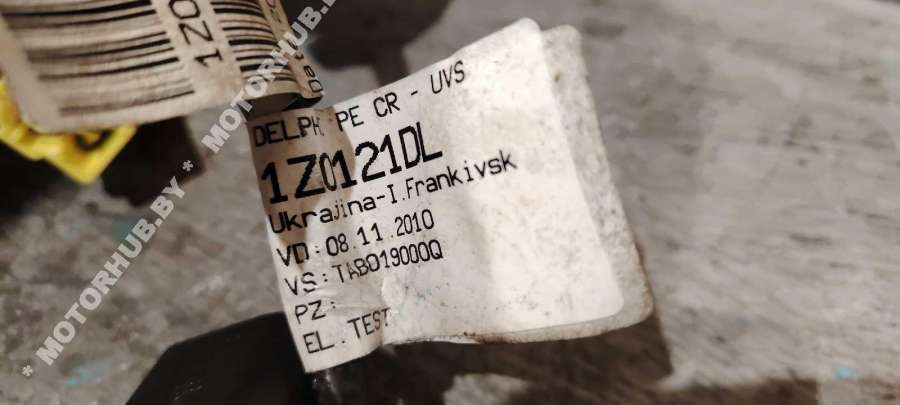 1Z0
DELPH PE CR - UVS
1Z0121DL
Ukrajina-I.Frankivsk
VD: 08.11.2010
VS: TAB019000Q
PZ:
EL. TEST
* MOTORHUB.BY * MOTORHUB.BY